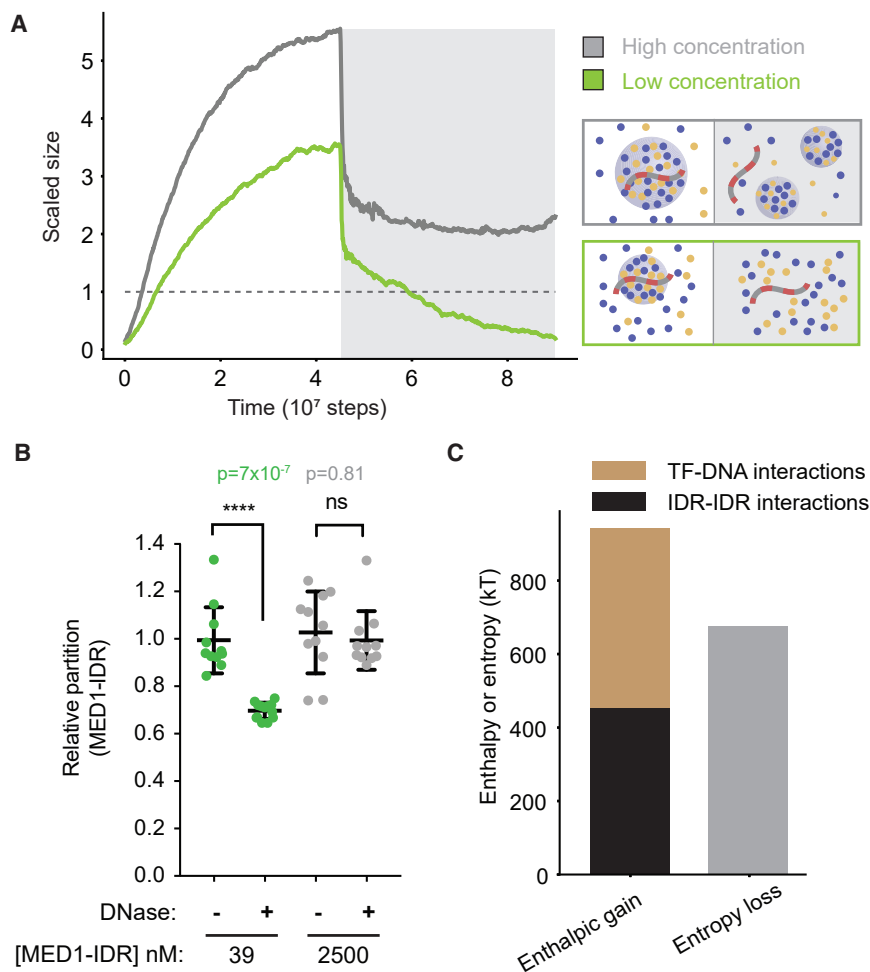 A
High concentration
Low concentration
Scaled size
5
4
3
2
1
0
0 2 4 6 8
Time (10⁷ steps)
B
p=7x10⁻⁷ p=0.81
**** ns
Relative partition
(MED1-IDR)
1.4
1.2
1.0
0.8
0.6
0.4
0.2
0.0
DNase: - + - +
[MED1-IDR] nM: 39 2500
C
TF-DNA interactions
IDR-IDR interactions
Enthalpy or entropy (kT)
800
600
400
200
0
Enthalpic gain
Entropy loss